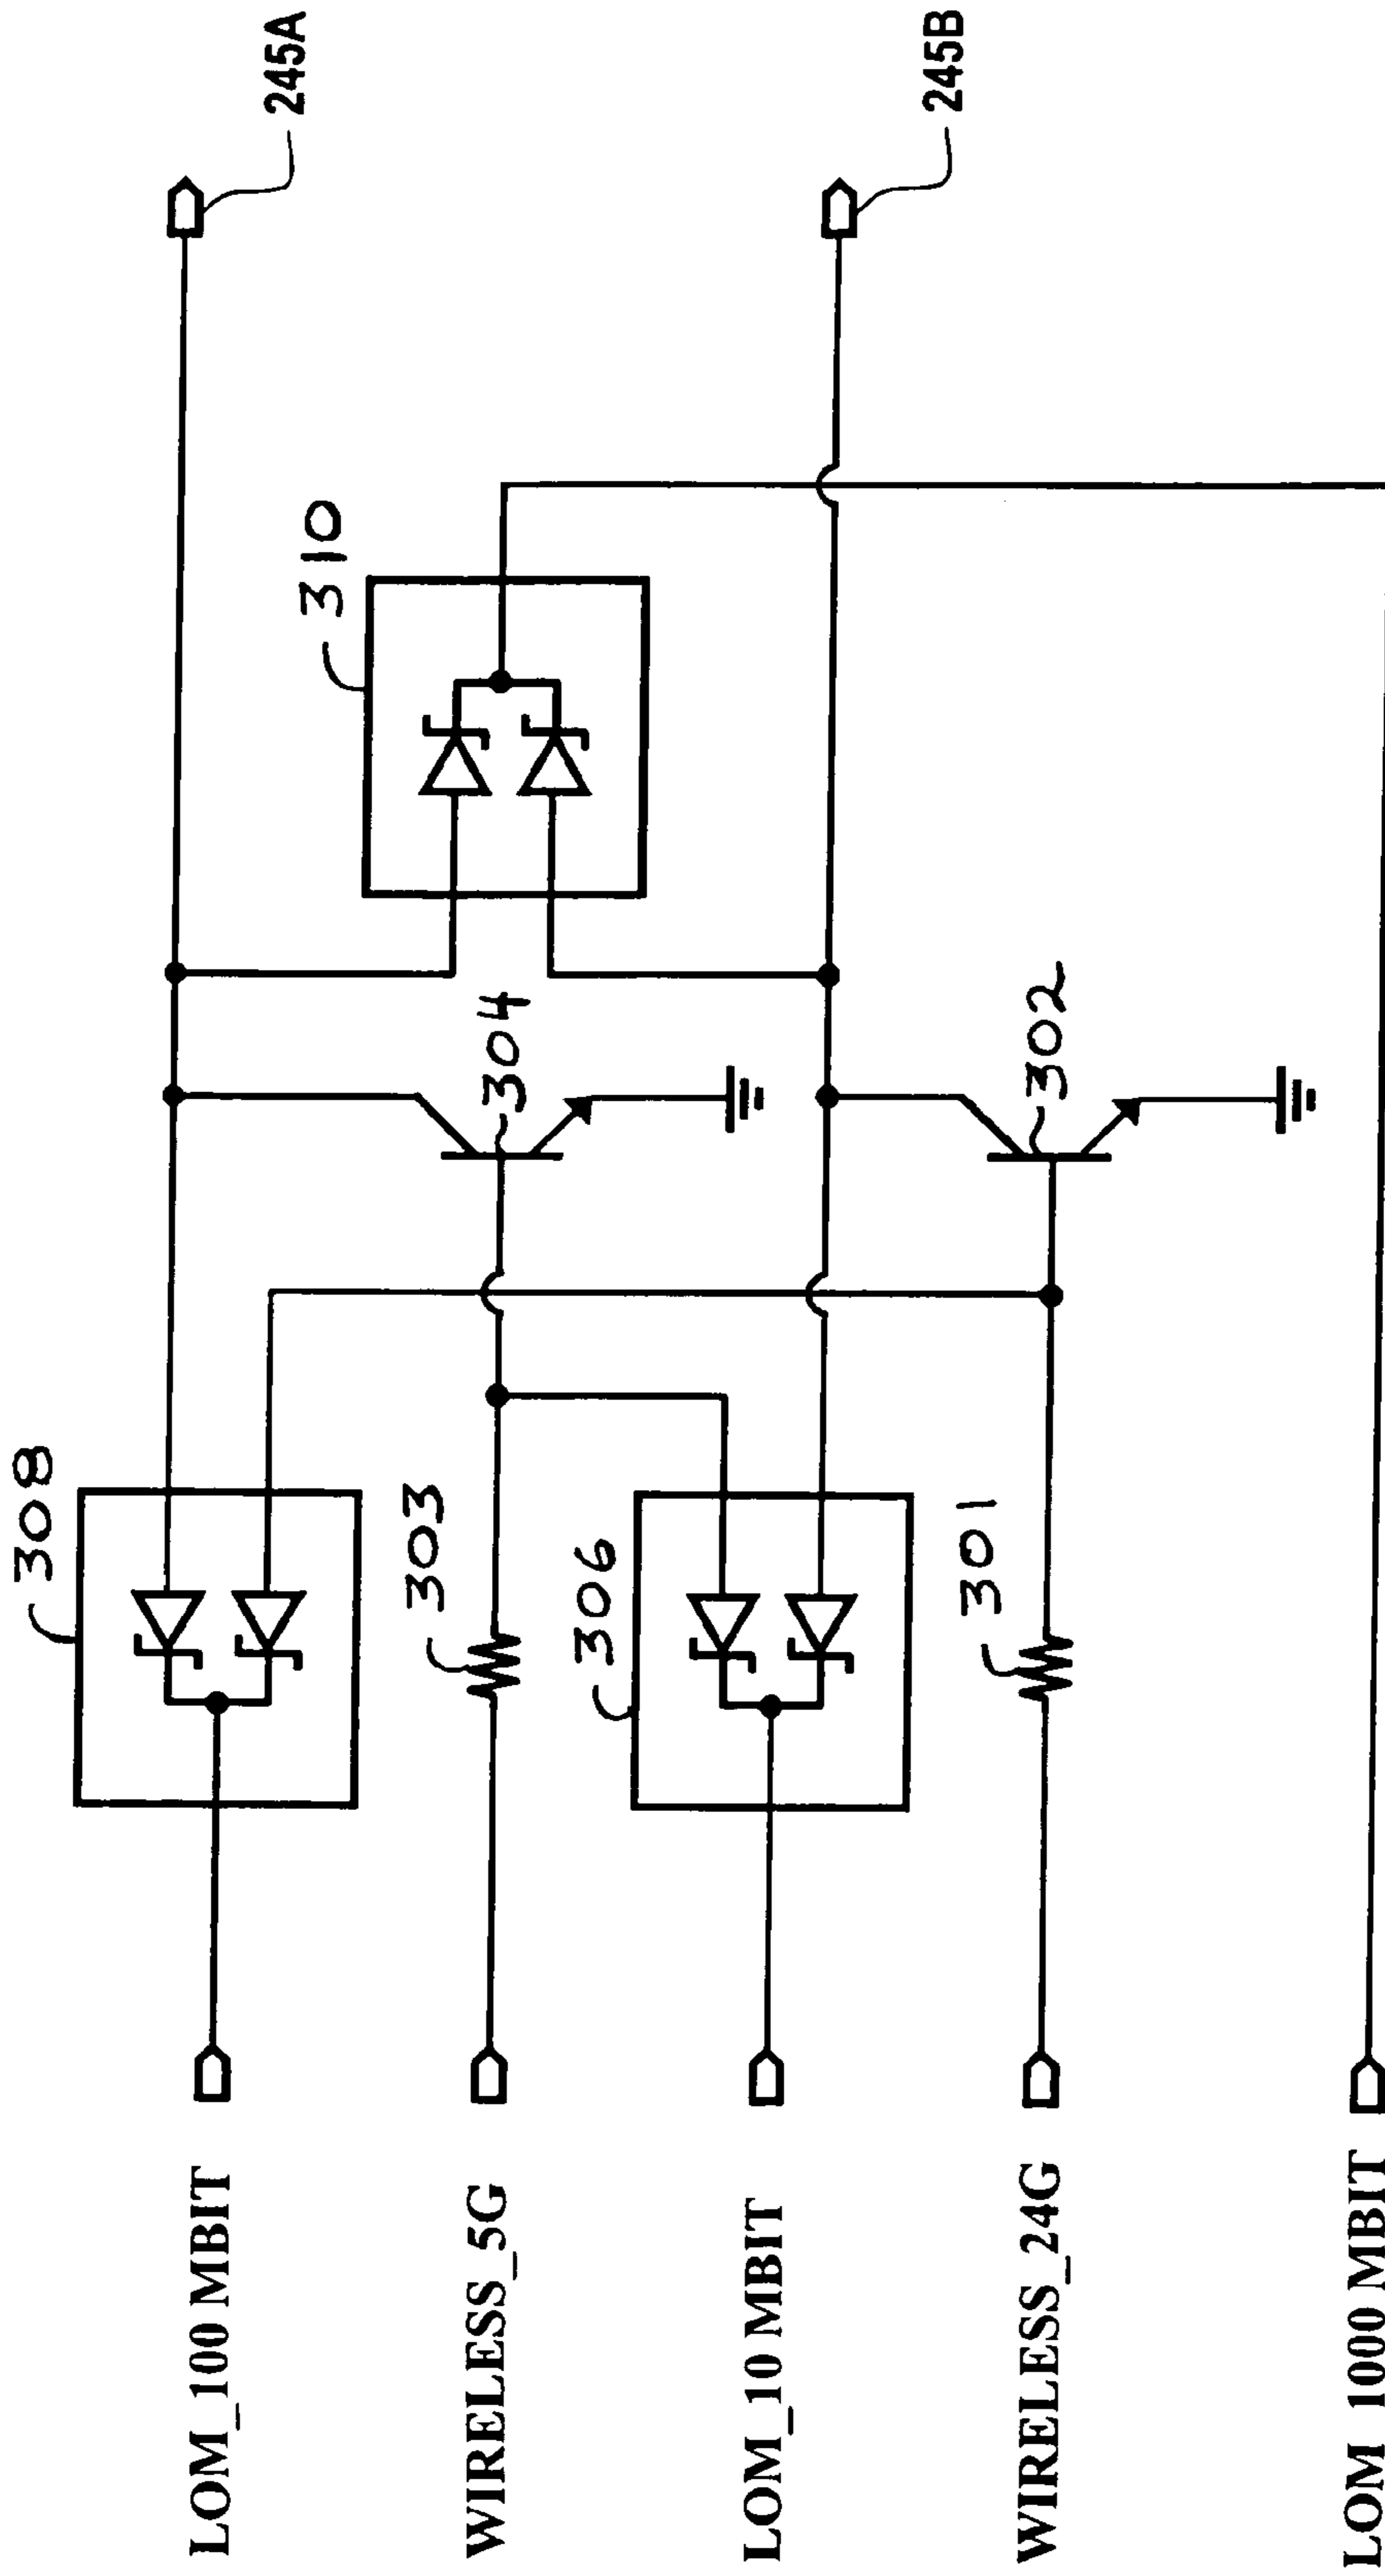 LOM_100 MBIT
308
245A
310
WIRELESS_5G
303
304
LOM_10 MBIT
306
245B
WIRELESS_24G
301
302
LOM_1000 MBIT